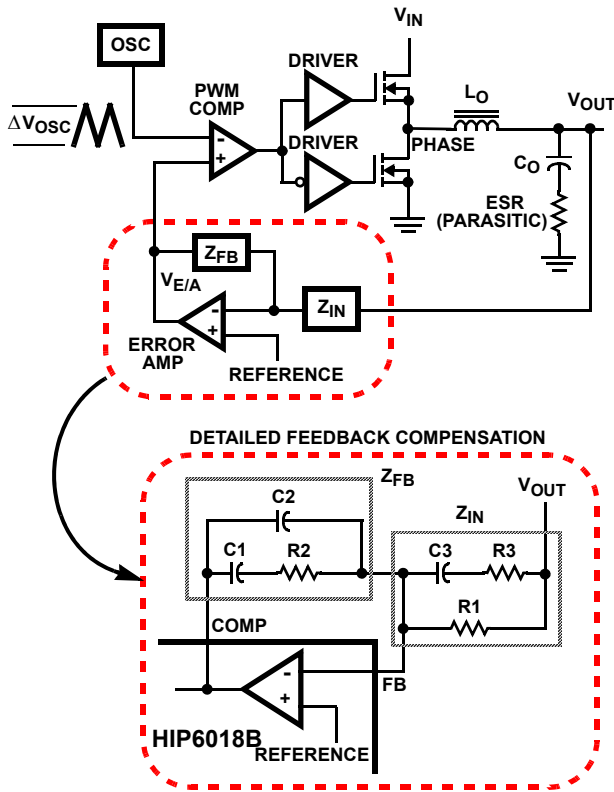 VIN
OSC
DRIVER
PWM
COMP
LO
VOUT
ΔVOSC
-
+
DRIVER
PHASE
CO
ESR
(PARASITIC)
ZFB
VE/A
-
+
ZIN
ERROR
AMP
REFERENCE
DETAILED FEEDBACK COMPENSATION
ZFB
VOUT
C2
ZIN
C1
R2
C3
R3
R1
COMP
-
+
FB
HIP6018B
REFERENCE